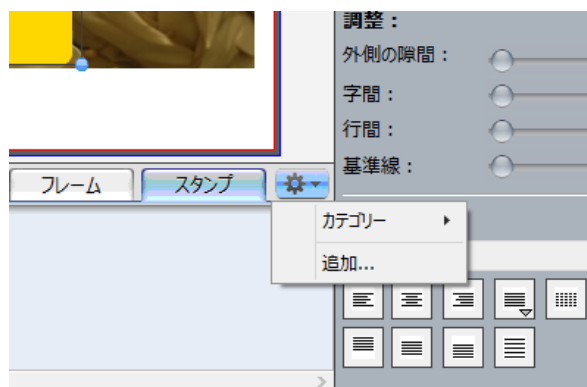 調整：
外側の隙間：
字間：
行間：
基準線：
フレーム
スタンプ
カテゴリー
追加...